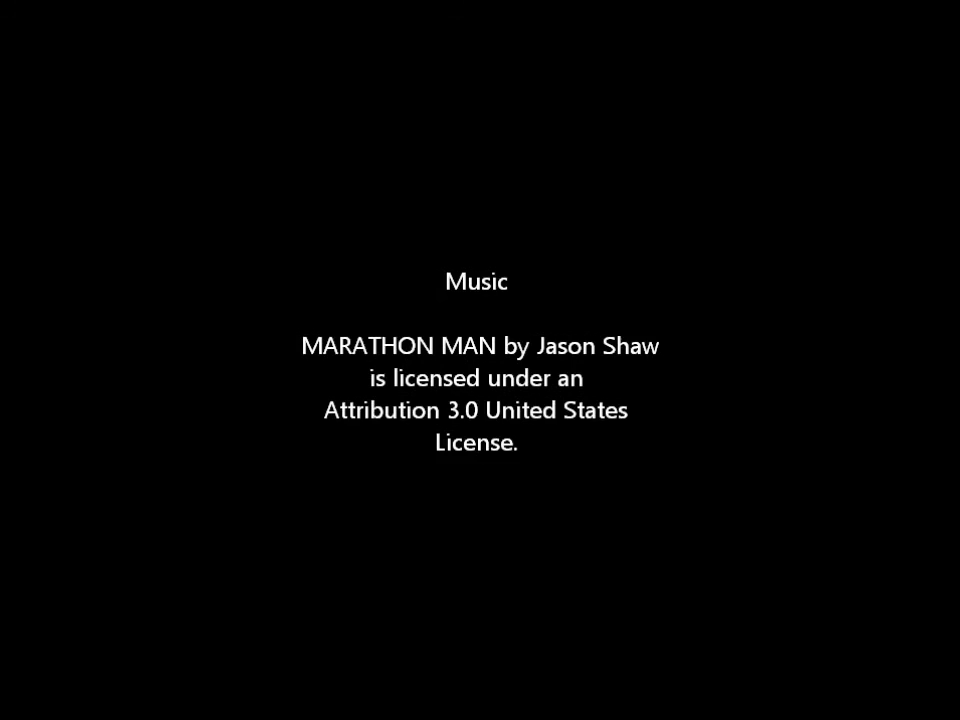 Music
MARATHON MAN by Jason Shaw
is licensed under an
Attribution 3.0 United States
License.